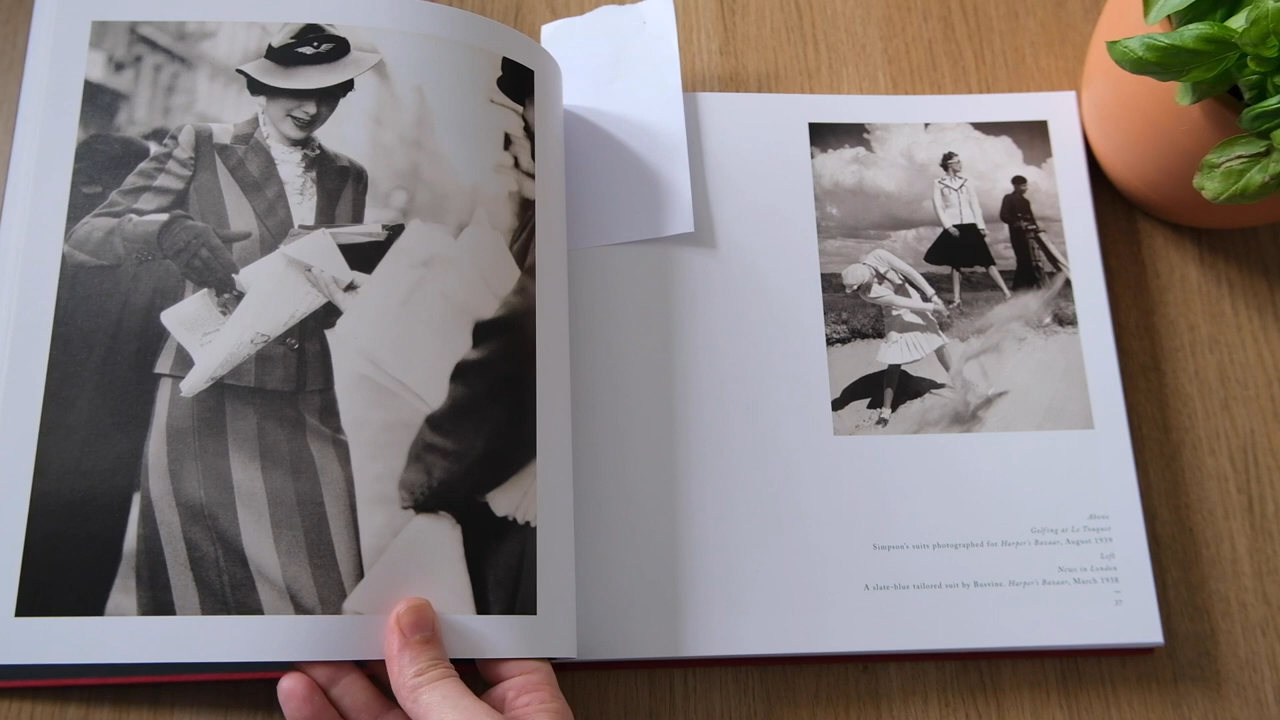 Above
Golfing at Le Touquet
Simpson's suits photographed for Harper's Bazaar, August 1939
Left
News in London
A slate-blue tailored suit by Busvine. Harper's Bazaar, March 1938
—
37